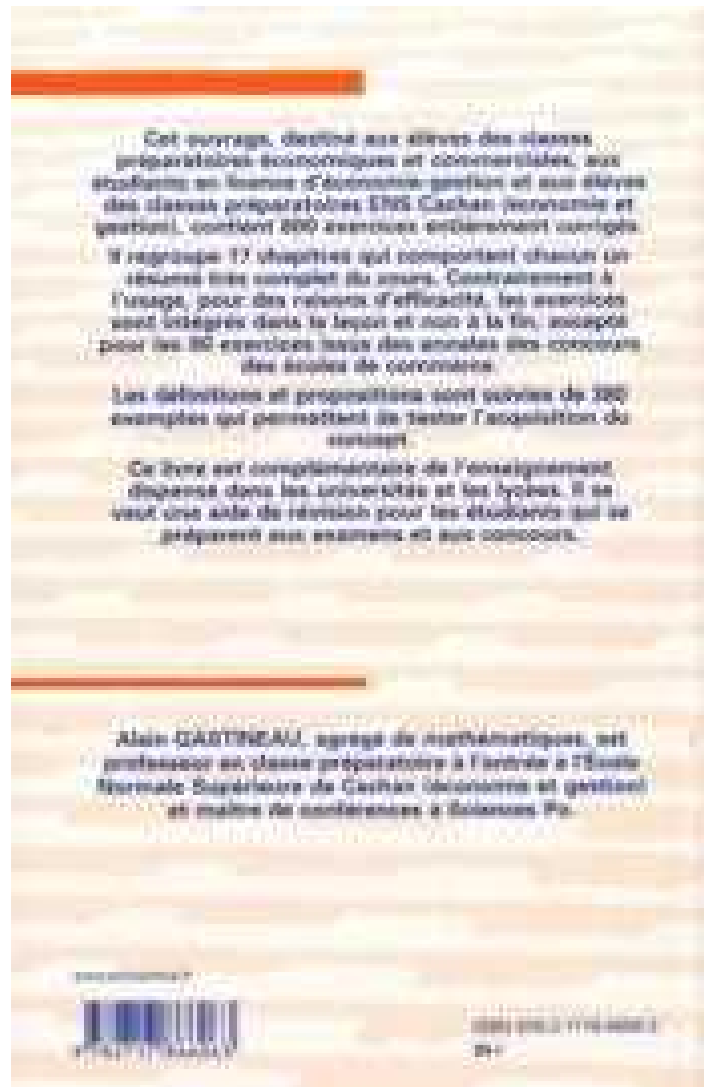 Cet ouvrage, destiné aux élèves des classes
préparatoires économiques et commerciales, aux
étudiants en licence d'économie-gestion et aux élèves
des classes préparatoires ENS Cachan (économie et
gestion), contient 800 exercices entièrement corrigés.
Il regroupe 17 chapitres qui comportent chacun un
résumé très complet du cours. Contrairement à
l'usage, pour des raisons d'efficacité, les exercices
sont intégrés dans la leçon et non à la fin, excepté
pour les exercices issus des annales des concours
des écoles de commerce.
Les définitions et propositions sont suivies de 380
exemples qui permettent de tester l'acquisition du
concept.
Ce livre est complémentaire de l'enseignement
dispensé dans les universités et les lycées. Il se
veut une aide de révision pour les étudiants qui se
préparent aux examens et aux concours.
Alain GASTINEAU, agrégé de mathématiques, est
professeur en classe préparatoire à l'entrée à l'École
Normale Supérieure de Cachan (économie et gestion)
et maître de conférences à Sciences Po.
ISBN